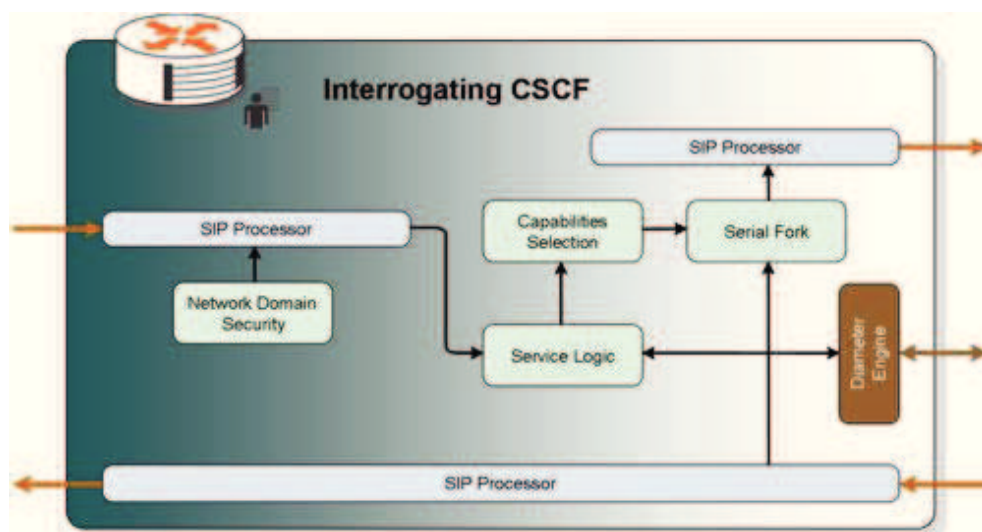 Interrogating CSCF
SIP Processor
SIP Processor
Capabilities
Selection
Serial Fork
Network Domain
Security
Service Logic
Diameter
Engine
SIP Processor